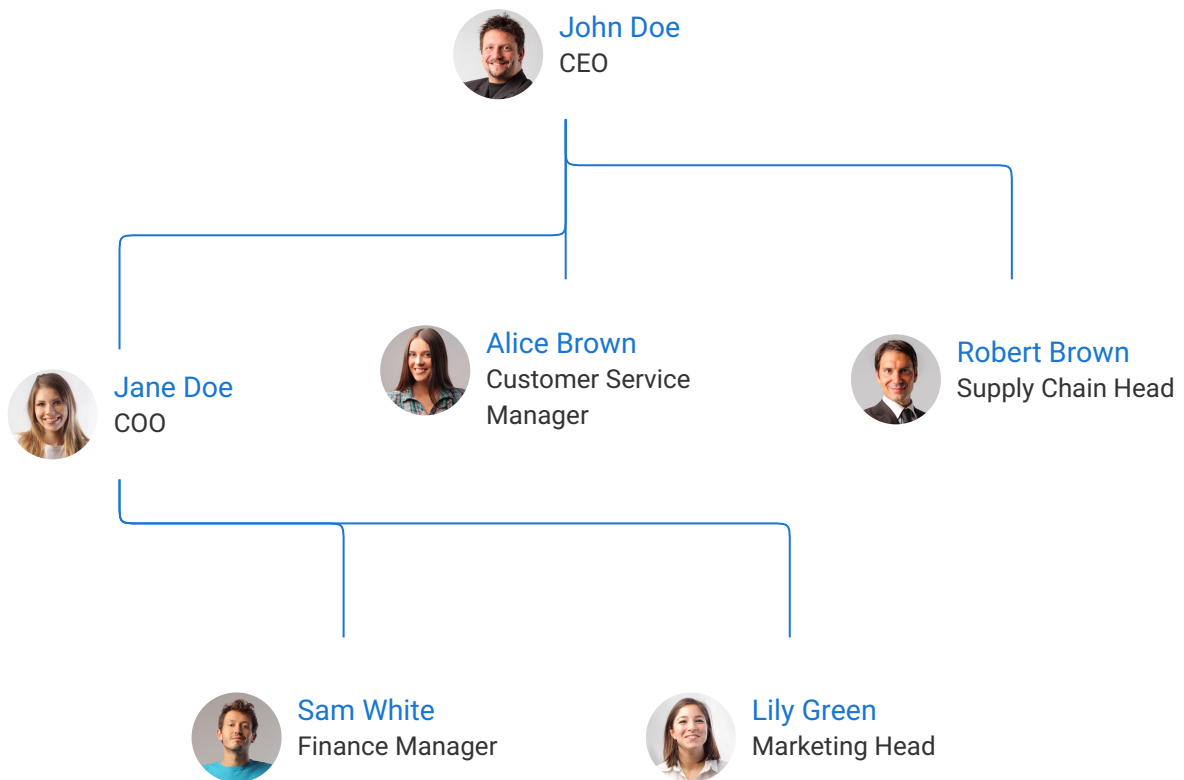 John Doe
CEO
Jane Doe
COO
Alice Brown
Customer Service
Manager
Robert Brown
Supply Chain Head
Sam White
Finance Manager
Lily Green
Marketing Head